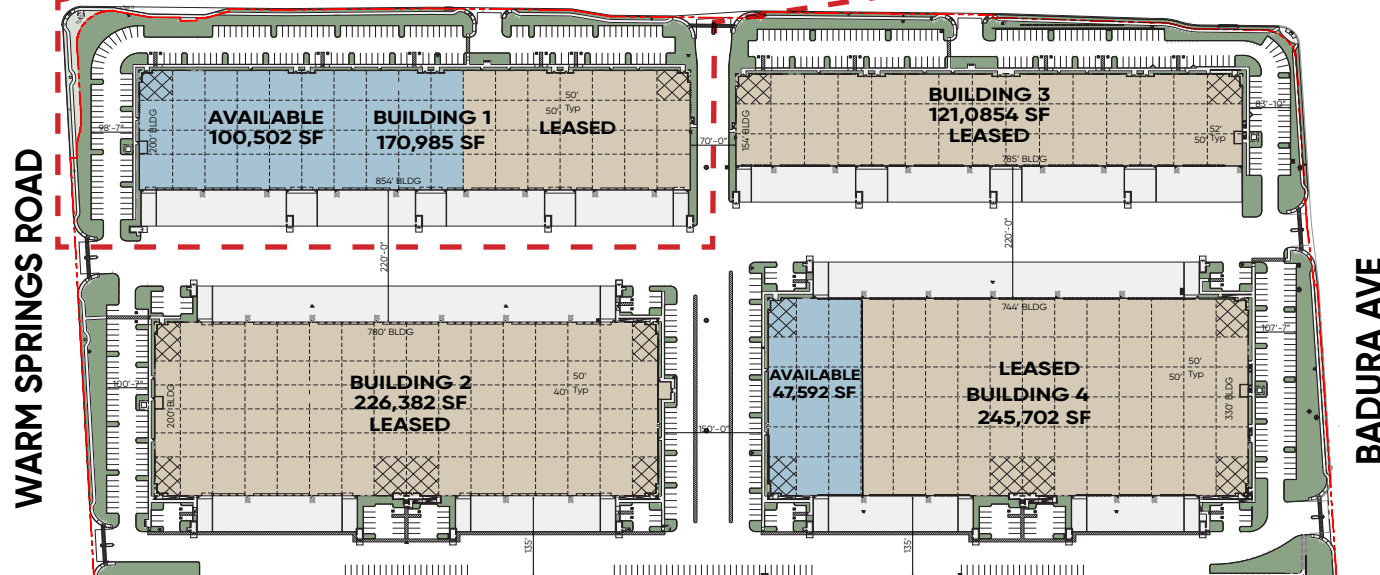 WARM SPRINGS ROAD
BADURA AVE
AVAILABLE
100,502 SF
BUILDING 1
170,985 SF
LEASED
50'
50' Typ
200' BLDG
854' BLDG
98'-7"
70'-0"
BUILDING 3
121,0854 SF
LEASED
785' BLDG
154' BLDG
52'
50' Typ
83'-10"
220'-0"
220'-0"
780' BLDG
BUILDING 2
226,382 SF
LEASED
50'
40' Typ
200' BLDG
100'-7"
150'-0"
744' BLDG
AVAILABLE
47,592 SF
LEASED
BUILDING 4
245,702 SF
50'
50' Typ
330' BLDG
107'-7"
135'
135'